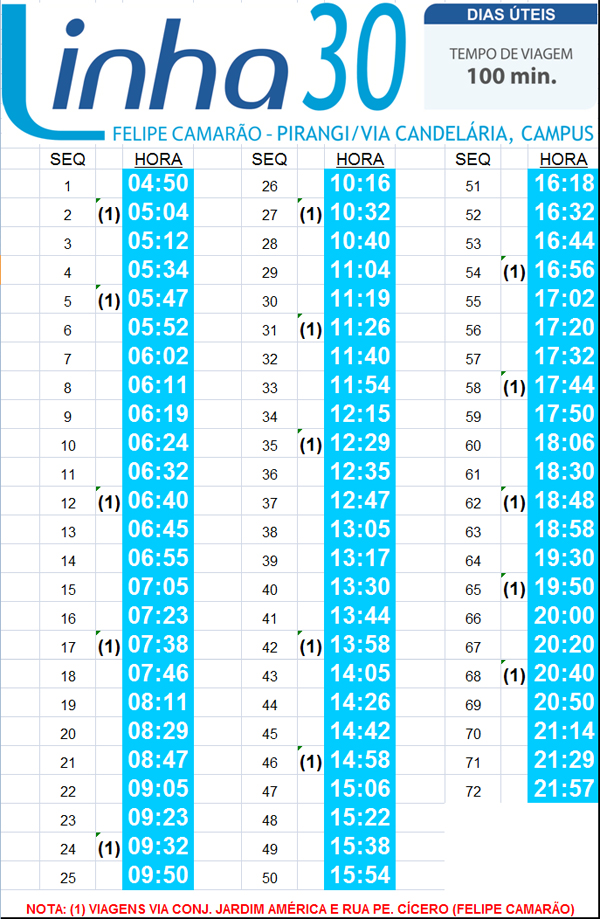 Linha 30
DIAS ÚTEIS
TEMPO DE VIAGEM
100 min.
FELIPE CAMARÃO - PIRANGI/VIA CANDELÁRIA, CAMPUS
SEQ HORA SEQ HORA SEQ HORA
1 04:50 26 10:16 51 16:18
2 (1) 05:04 27 (1) 10:32 52 16:32
3 05:12 28 10:40 53 16:44
4 05:34 29 11:04 54 (1) 16:56
5 (1) 05:47 30 11:19 55 17:02
6 05:52 31 (1) 11:26 56 17:20
7 06:02 32 11:40 57 17:32
8 06:11 33 11:54 58 (1) 17:44
9 06:19 34 12:15 59 17:50
10 06:24 35 (1) 12:29 60 18:06
11 06:32 36 12:35 61 18:30
12 (1) 06:40 37 12:47 62 (1) 18:48
13 06:45 38 13:05 63 18:58
14 06:55 39 13:17 64 19:30
15 07:05 40 13:30 65 (1) 19:50
16 07:23 41 13:44 66 20:00
17 (1) 07:38 42 (1) 13:58 67 20:20
18 07:46 43 14:05 68 (1) 20:40
19 08:11 44 14:26 69 20:50
20 08:29 45 14:42 70 21:14
21 08:47 46 (1) 14:58 71 21:29
22 09:05 47 15:06 72 21:57
23 09:23 48 15:22
24 (1) 09:32 49 15:38
25 09:50 50 15:54
NOTA: (1) VIAGENS VIA CONJ. JARDIM AMÉRICA E RUA PE. CÍCERO (FELIPE CAMARÃO)